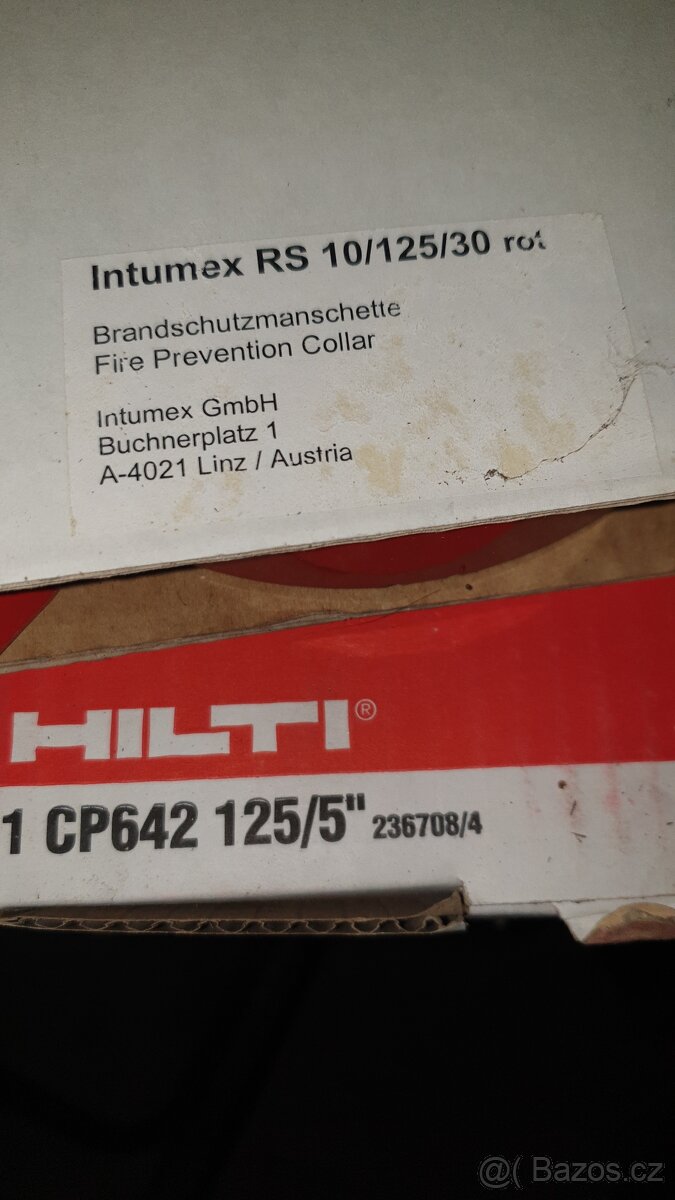 Intumex RS 10/125/30 rot
Brandschutzmanschette
Fire Prevention Collar
Intumex GmbH
Buchnerplatz 1
A-4021 Linz / Austria
HILTI®
1 CP642 125/5" 236708/4
@( Bazos.cz